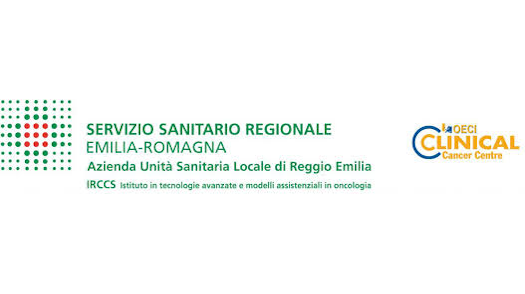 SERVIZIO SANITARIO REGIONALE
EMILIA-ROMAGNA
Azienda Unità Sanitaria Locale di Reggio Emilia
IRCCS Istituto in tecnologie avanzate e modelli assistenziali in oncologia
OECI
CLINICAL
Cancer Centre